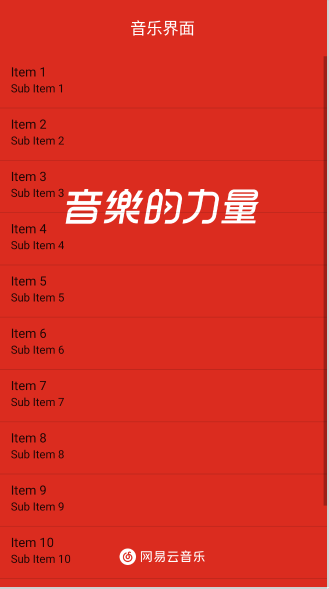 音乐界面
Item 1
Sub Item 1
Item 2
Sub Item 2
Item 3
Sub Item 3
音樂的力量
Item 4
Sub Item 4
Item 5
Sub Item 5
Item 6
Sub Item 6
Item 7
Sub Item 7
Item 8
Sub Item 8
Item 9
Sub Item 9
Item 10
Sub Item 10
网易云音乐